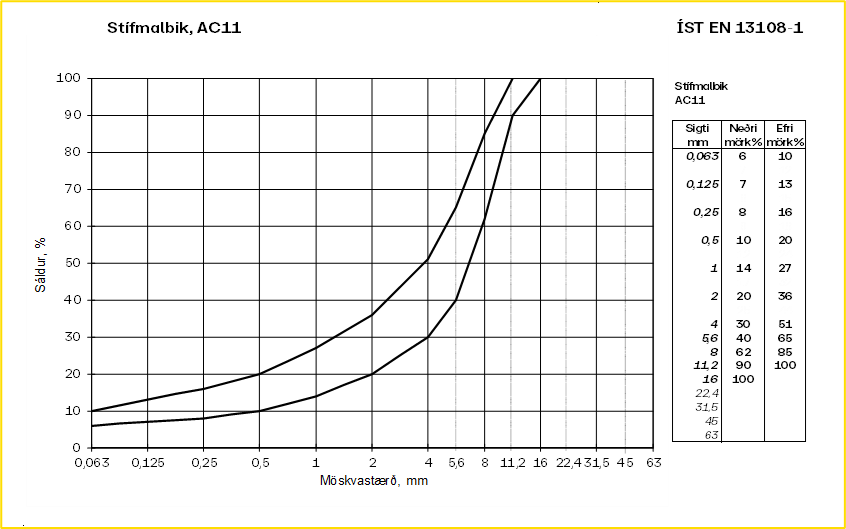 Stífmalbik, AC11
ÍST EN 13108-1
100
90
80
70
60
50
40
30
20
10
0
Sáldur, %
0,063 0,125 0,25 0,5 1 2 4 5,6 8 11,2 16 22,4 31,5 45 63
Möskvastærð, mm
Stífmalbik
AC11
Sigti Neðri Efri
mm mörk% mörk%
0,063 6 10
0,125 7 13
0,25 8 16
0,5 10 20
1 14 27
2 20 36
4 30 51
5,6 40 65
8 62 85
11,2 90 100
16 100
22,4
31,5
45
63